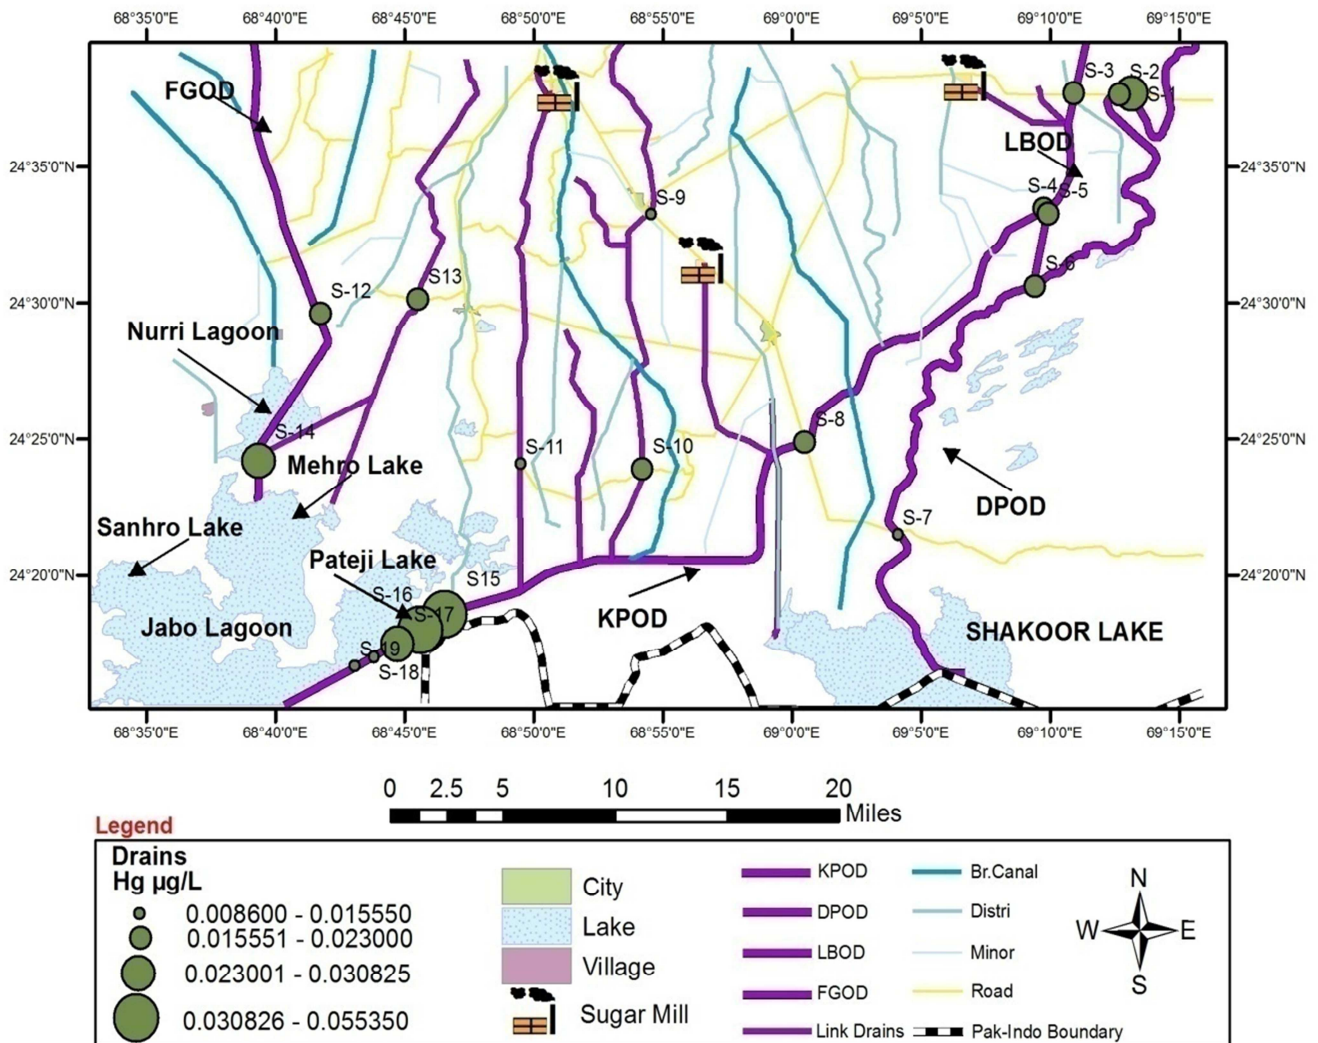 68°35'0"E 68°40'0"E 68°45'0"E 68°50'0"E 68°55'0"E 69°0'0"E 69°5'0"E 69°10'0"E 69°15'0"E
FGOD
S-3 S-2
S-1
LBOD
24°35'0"N 24°35'0"N
S-9
S-4 S-5
S-6
S13
S-12
24°30'0"N 24°30'0"N
Nurri Lagoon
S-8
S-14
24°25'0"N 24°25'0"N
S-11 S-10
Mehro Lake
DPOD
Sanhro Lake
S-7
Pateji Lake
24°20'0"N 24°20'0"N
S15
S-16
S-17
KPOD
Jabo Lagoon
SHAKOOR LAKE
S-19
S-18
68°35'0"E 68°40'0"E 68°45'0"E 68°50'0"E 68°55'0"E 69°0'0"E 69°5'0"E 69°10'0"E 69°15'0"E
0 2.5 5 10 15 20
Miles
Legend
Drains
Hg µg/L
0.008600 - 0.015550
0.015551 - 0.023000
0.023001 - 0.030825
0.030826 - 0.055350
City
Lake
Village
Sugar Mill
KPOD
DPOD
LBOD
FGOD
Link Drains
Br.Canal
Distri
Minor
Road
Pak-Indo Boundary
N
W E
S